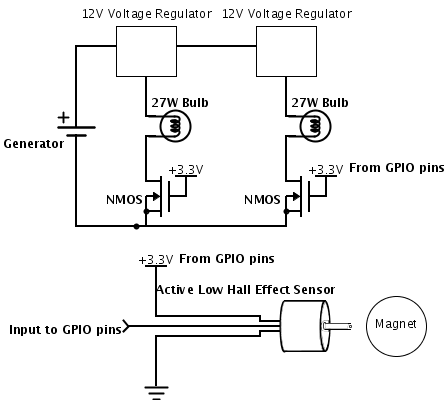 12V Voltage Regulator 12V Voltage Regulator
27W Bulb 27W Bulb
+
Generator
+3.3V +3.3V From GPIO pins
NMOS NMOS
+3.3V From GPIO pins
Active Low Hall Effect Sensor
Input to GPIO pins
Magnet